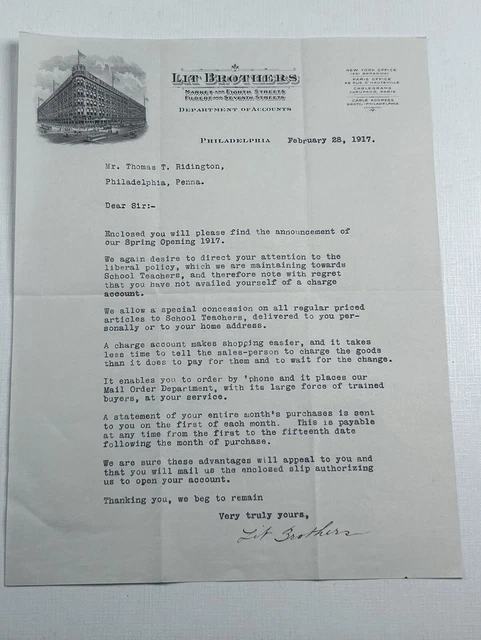 LIT BROTHERS
MARKET AND EIGHTH STREETS
FILBERT AND SEVENTH STREETS
DEPARTMENT OF ACCOUNTS
NEW YORK OFFICE
PARIS OFFICE
CABLEGRAMS
CABLE ADDRESS
PHILADELPHIA February 28, 1917.
Mr. Thomas T. Ridington,
Philadelphia, Penna.
Dear Sir:-
Enclosed you will please find the announcement of
our Spring Opening 1917.
We again desire to direct your attention to the
liberal policy, which we are maintaining towards
School Teachers, and therefore note with regret
that you have not availed yourself of a charge
account.
We allow a special concession on all regular priced
articles to School Teachers, delivered to you per-
sonally or to your home address.
A charge account makes shopping easier, and it takes
less time to tell the sales-person to charge the goods
than it does to pay for them and to wait for the change.
It enables you to order by 'phone and it places our
Mail Order Department, with its large force of trained
buyers, at your service.
A statement of your entire month's purchases is sent
to you on the first of each month. This is payable
at any time from the first to the fifteenth date
following the month of purchase.
We are sure these advantages will appeal to you and
that you will mail us the enclosed slip authorizing
us to open your account.
Thanking you, we beg to remain
Very truly yours,
Lit Brothers